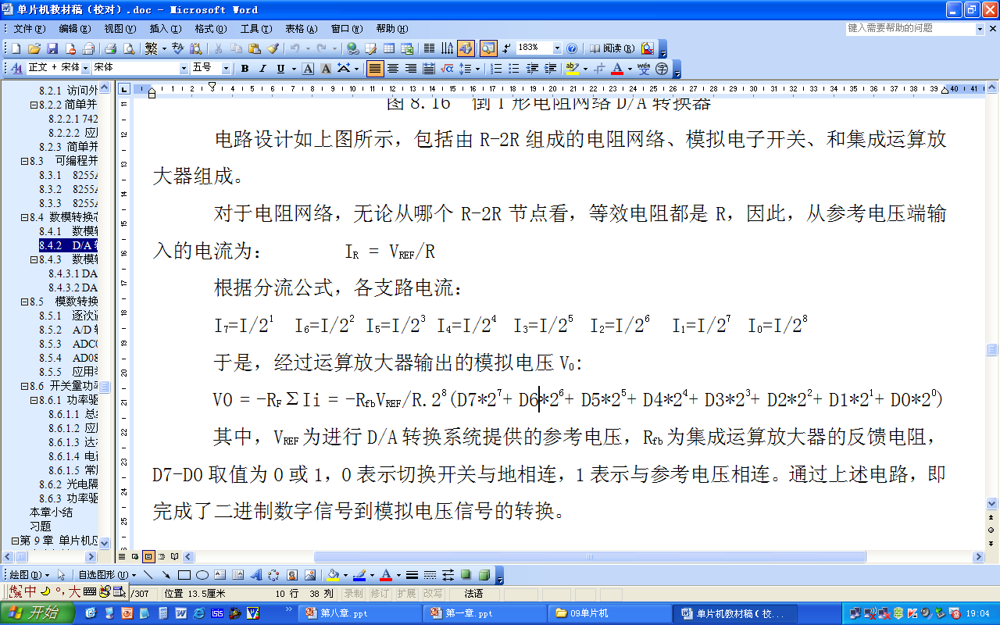 单片机教材稿（校对）.doc - Microsoft Word
文件(F) 编辑(E) 视图(V) 插入(I) 格式(O) 工具(T) 表格(A) 窗口(W) 帮助(H) 键入需要帮助的问题
繁 183% 阅读(R)
正文 + 宋体 宋体 五号 B I U A A
8.2.1 访问外
8.2.2 简单并
8.2.2.1 742
8.2.2.2 应
8.2.3 简单并
8.3 可编程并
8.3.1 8255A
8.3.2 8255A
8.3.3 8255A
8.4 数模转换芯
8.4.1 数模转
8.4.2 D/A 转
8.4.3 数模转
8.4.3.1 DA
8.4.3.2 DA
8.5 模数转换
8.5.1 逐次
8.5.2 A/D 转
8.5.3 ADC0
8.5.4 AD08
8.5.5 应用
8.6 开关量功率
8.6.1 功率驱
8.6.1.1 总
8.6.1.2 应
8.6.1.3 达
8.6.1.4 电
8.6.1.5 常
8.6.2 光电隔
8.6.3 功率驱
本章小结
习题
第 9 章 单片机应
图 8.16 倒 T 形电阻网络 D/A 转换器
电路设计如上图所示，包括由 R-2R 组成的电阻网络、模拟电子开关、和集成运算放
大器组成。
对于电阻网络，无论从哪个 R-2R 节点看，等效电阻都是 R，因此，从参考电压端输
入的电流为： I_R = V_REF/R
根据分流公式，各支路电流：
I₇=I/2¹ I₆=I/2² I₅=I/2³ I₄=I/2⁴ I₃=I/2⁵ I₂=I/2⁶ I₁=I/2⁷ I₀=I/2⁸
于是，经过运算放大器输出的模拟电压 V₀:
V0 = -R_FΣIi = -R_fbV_REF/R.2⁸(D7*2⁷+ D6*2⁶+ D5*2⁵+ D4*2⁴+ D3*2³+ D2*2²+ D1*2¹+ D0*2⁰)
其中，V_REF 为进行 D/A 转换系统提供的参考电压，R_fb 为集成运算放大器的反馈电阻，
D7-D0 取值为 0 或 1，0 表示切换开关与地相连，1 表示与参考电压相连。通过上述电路，即
完成了二进制数字信号到模拟电压信号的转换。
绘图(D) 自选图形(U)
中 大 /307 位置 13.5厘米 10 行 38 列 录制 修订 扩展 改写 法语
开始 第八章.ppt 第一章.ppt 09单片机 单片机教材稿（校... 19:04